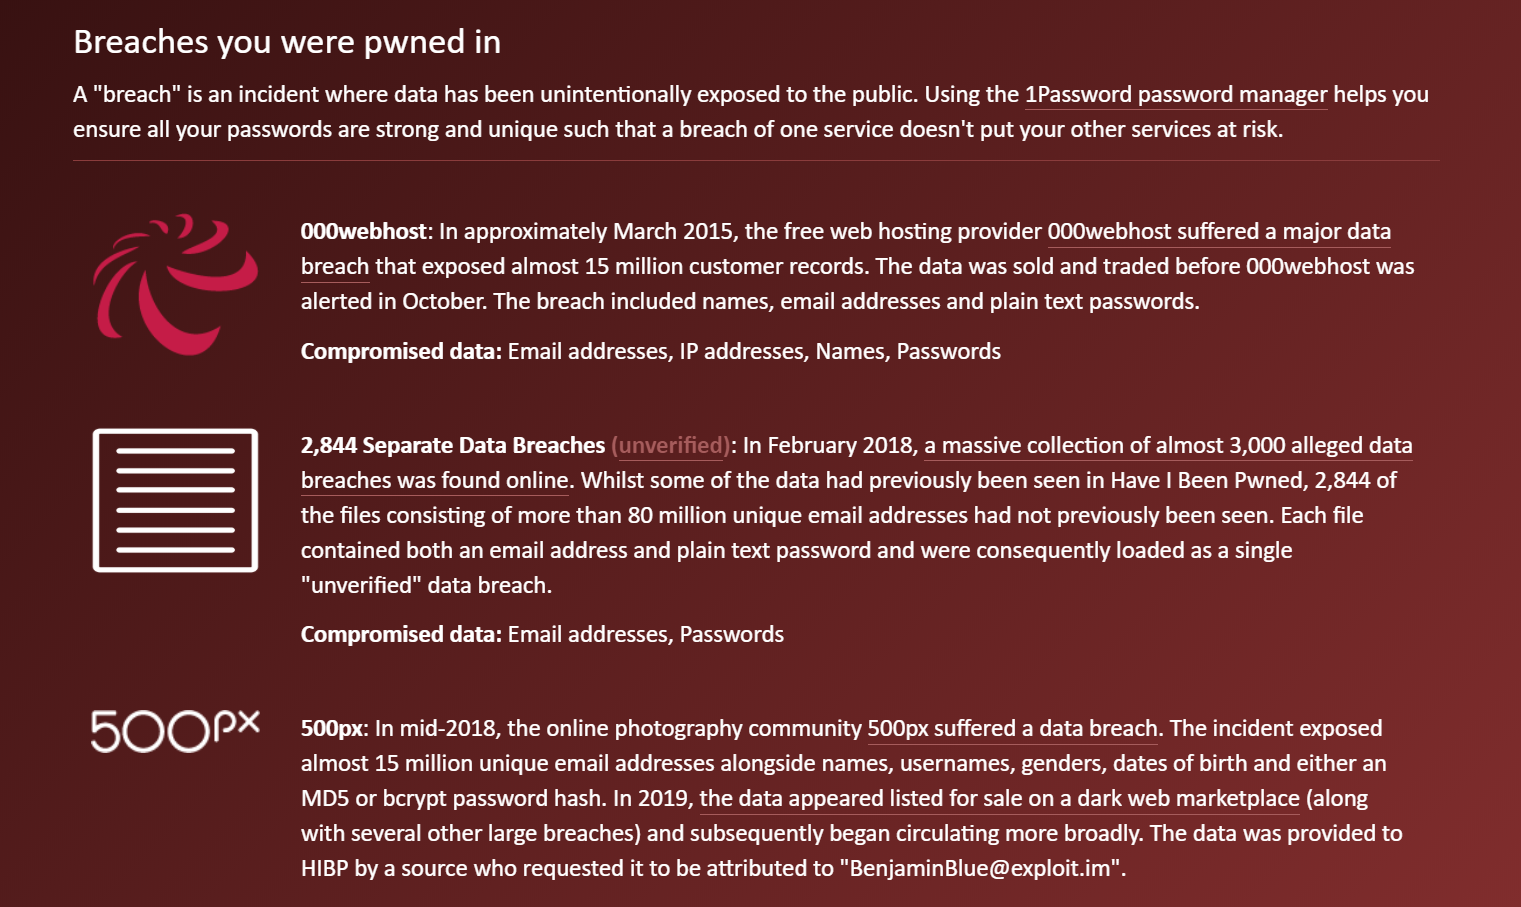 Breaches you were pwned in
A "breach" is an incident where data has been unintentionally exposed to the public. Using the 1Password password manager helps you
ensure all your passwords are strong and unique such that a breach of one service doesn't put your other services at risk.
000webhost: In approximately March 2015, the free web hosting provider 000webhost suffered a major data
breach that exposed almost 15 million customer records. The data was sold and traded before 000webhost was
alerted in October. The breach included names, email addresses and plain text passwords.
Compromised data: Email addresses, IP addresses, Names, Passwords
2,844 Separate Data Breaches (unverified): In February 2018, a massive collection of almost 3,000 alleged data
breaches was found online. Whilst some of the data had previously been seen in Have I Been Pwned, 2,844 of
the files consisting of more than 80 million unique email addresses had not previously been seen. Each file
contained both an email address and plain text password and were consequently loaded as a single
"unverified" data breach.
Compromised data: Email addresses, Passwords
500px
500px: In mid-2018, the online photography community 500px suffered a data breach. The incident exposed
almost 15 million unique email addresses alongside names, usernames, genders, dates of birth and either an
MD5 or bcrypt password hash. In 2019, the data appeared listed for sale on a dark web marketplace (along
with several other large breaches) and subsequently began circulating more broadly. The data was provided to
HIBP by a source who requested it to be attributed to "BenjaminBlue@exploit.im".